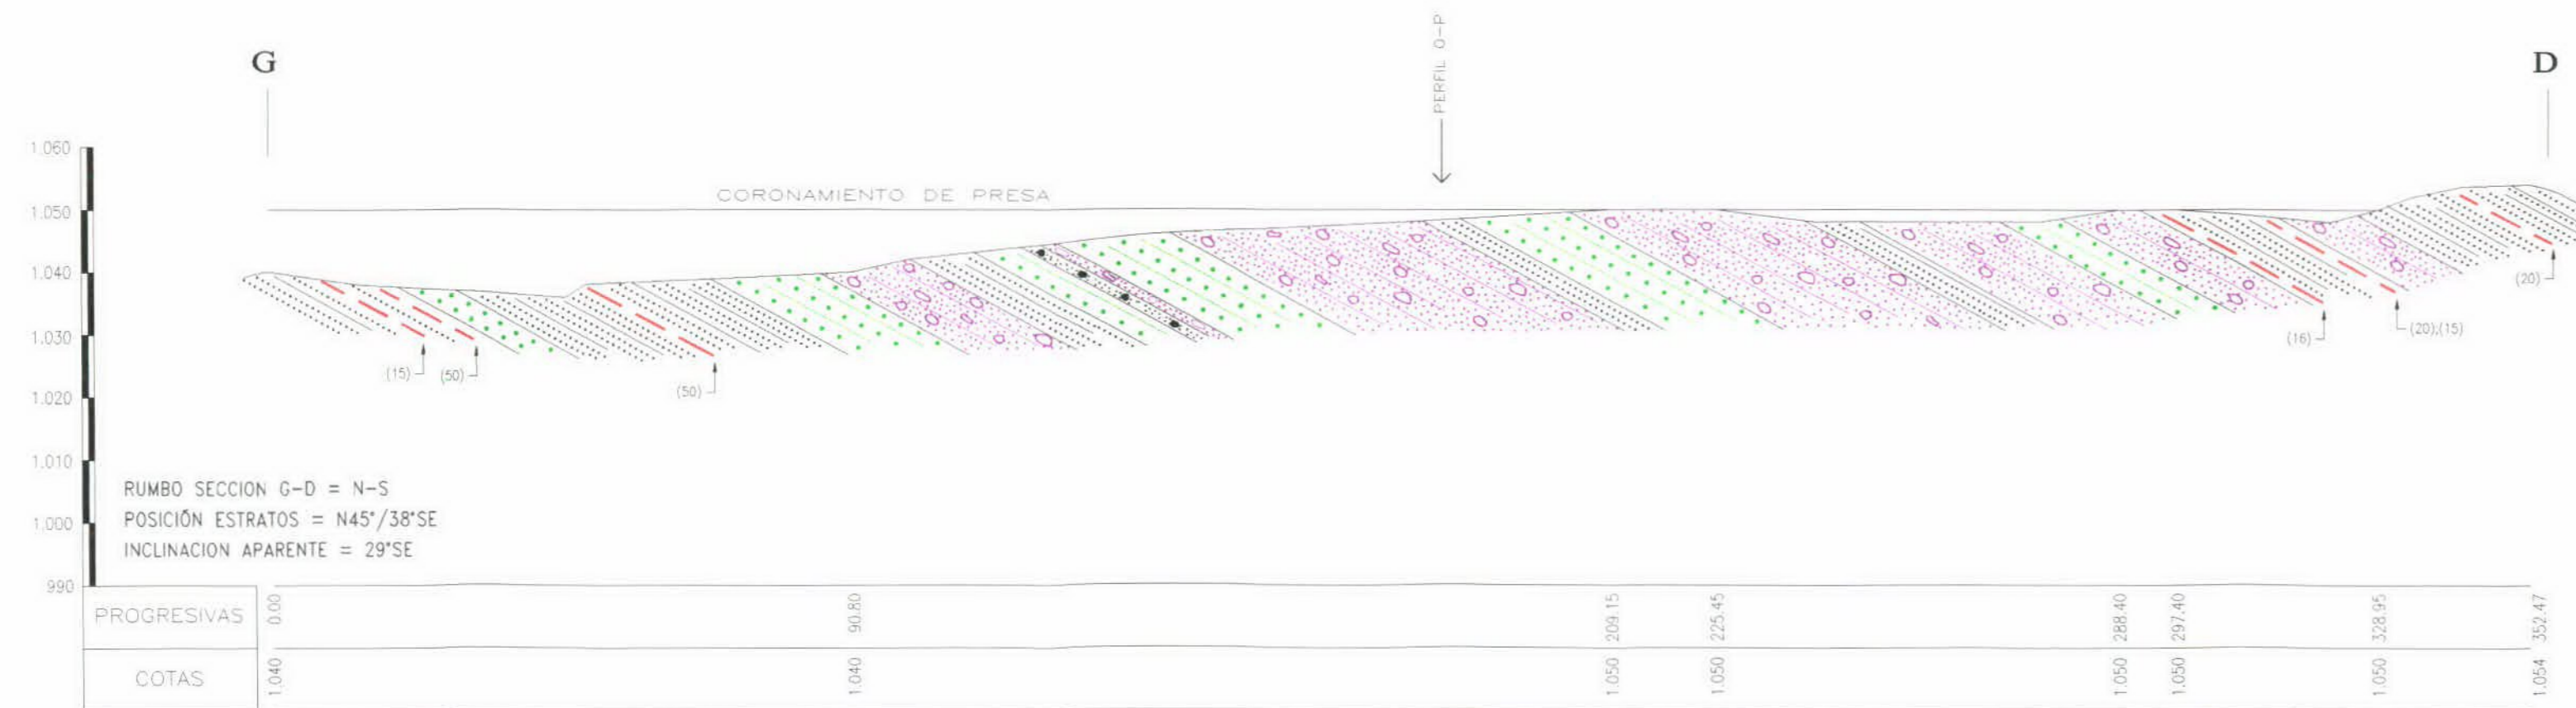 G
D
PERFIL O-P
1.060
1.050
1.040
1.030
1.020
1.010
1.000
990
CORONAMIENTO DE PRESA
(15)
(50)
(50)
(16)
(20);(15)
(20)
RUMBO SECCION G-D = N-S
POSICIÓN ESTRATOS = N45°/38°SE
INCLINACION APARENTE = 29°SE
PROGRESIVAS 0.00 90.80 209.15 225.45 288.40 297.40 328.95 352.47
COTAS 1.040 1.040 1.050 1.050 1.050 1.050 1.050 1.054